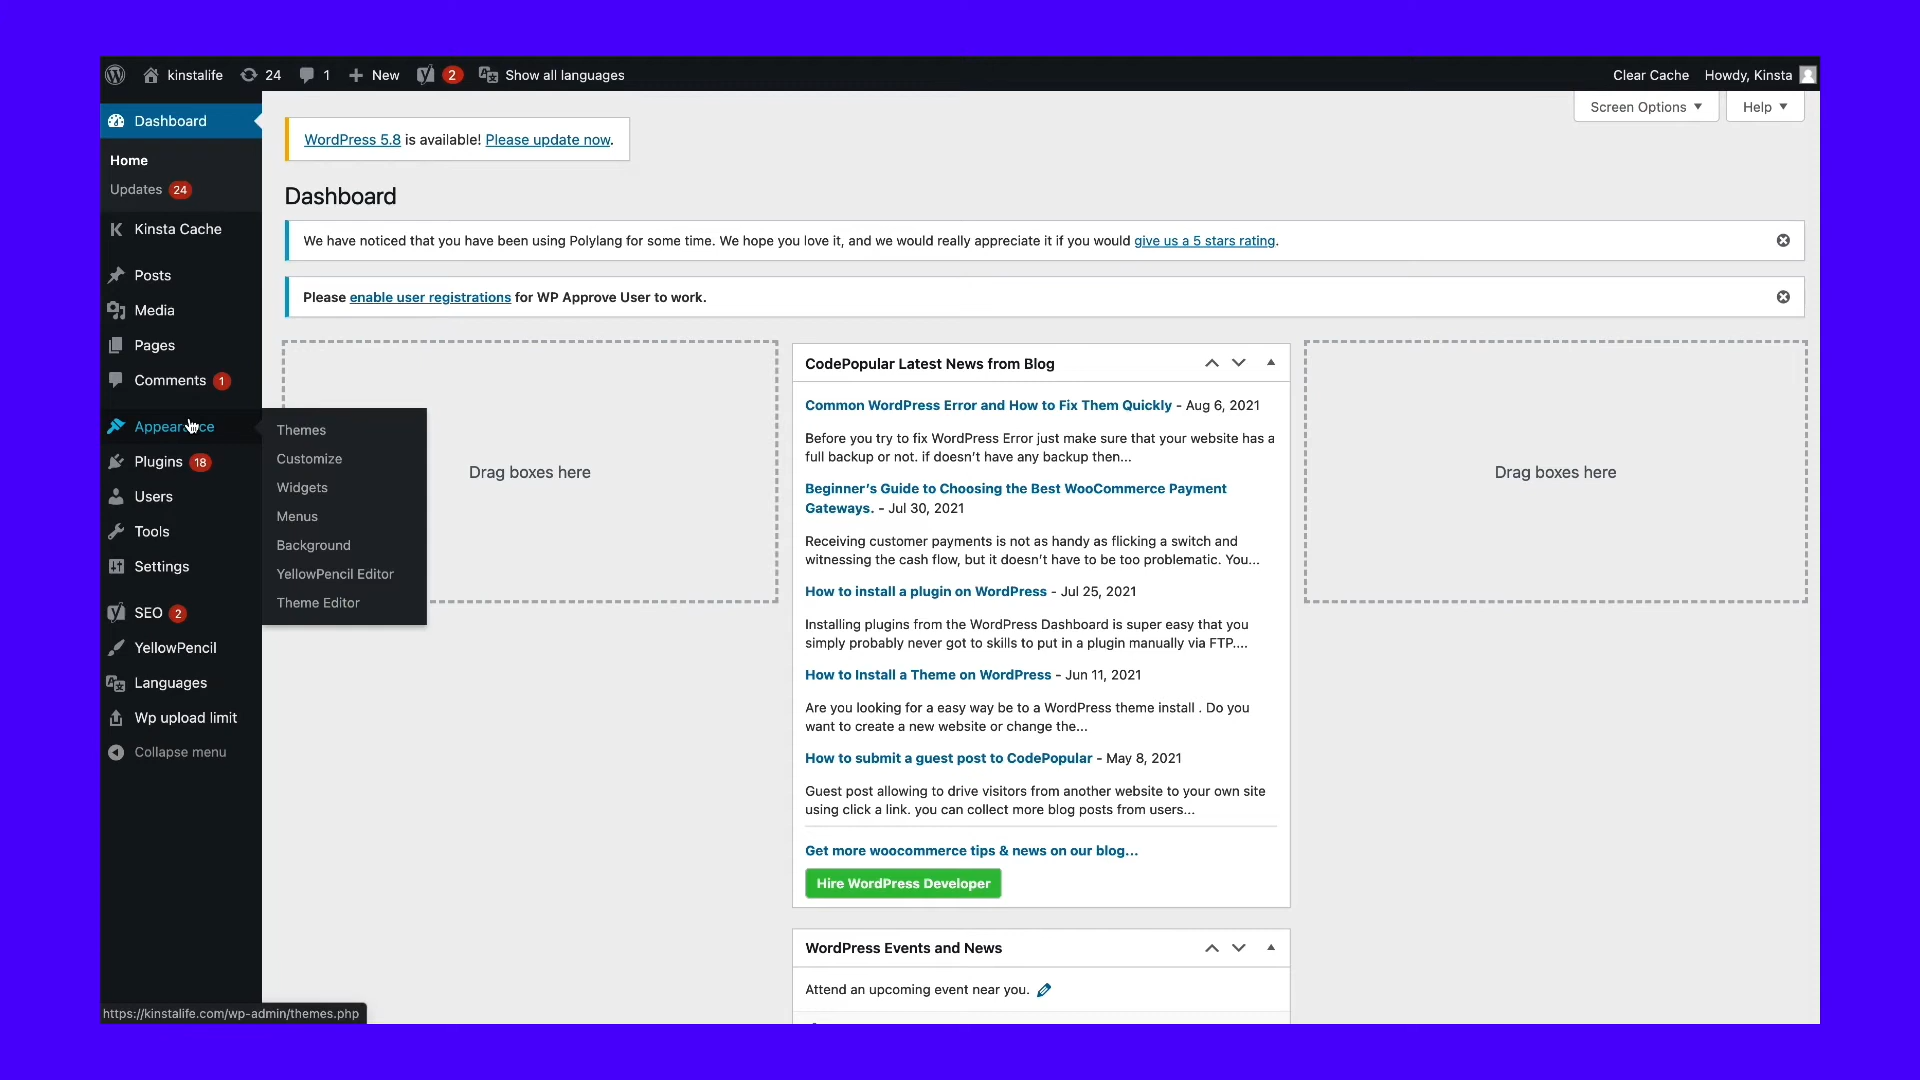 kinstalife 24 1 New 2 Show all languages Clear Cache Howdy, Kinsta
Screen Options Help
Dashboard
Home
Updates 24
Kinsta Cache
Posts
Media
Pages
Comments 1
Appearance
Plugins 18
Users
Tools
Settings
SEO 2
YellowPencil
Languages
Wp upload limit
Collapse menu
Themes
Customize
Widgets
Menus
Background
YellowPencil Editor
Theme Editor
WordPress 5.8 is available! Please update now.
Dashboard
We have noticed that you have been using Polylang for some time. We hope you love it, and we would really appreciate it if you would give us a 5 stars rating.
Please enable user registrations for WP Approve User to work.
Drag boxes here
CodePopular Latest News from Blog
Common WordPress Error and How to Fix Them Quickly - Aug 6, 2021
Before you try to fix WordPress Error just make sure that your website has a
full backup or not. if doesn't have any backup then...
Beginner's Guide to Choosing the Best WooCommerce Payment
Gateways. - Jul 30, 2021
Receiving customer payments is not as handy as flicking a switch and
witnessing the cash flow, but it doesn't have to be too problematic. You...
How to install a plugin on WordPress - Jul 25, 2021
Installing plugins from the WordPress Dashboard is super easy that you
simply probably never got to skills to put in a plugin manually via FTP....
How to Install a Theme on WordPress - Jun 11, 2021
Are you looking for a easy way be to a WordPress theme install . Do you
want to create a new website or change the...
How to submit a guest post to CodePopular - May 8, 2021
Guest post allowing to drive visitors from another website to your own site
using click a link. you can collect more blog posts from users...
Get more woocommerce tips & news on our blog...
Hire WordPress Developer
WordPress Events and News
Attend an upcoming event near you.
Drag boxes here
https://kinstalife.com/wp-admin/themes.php